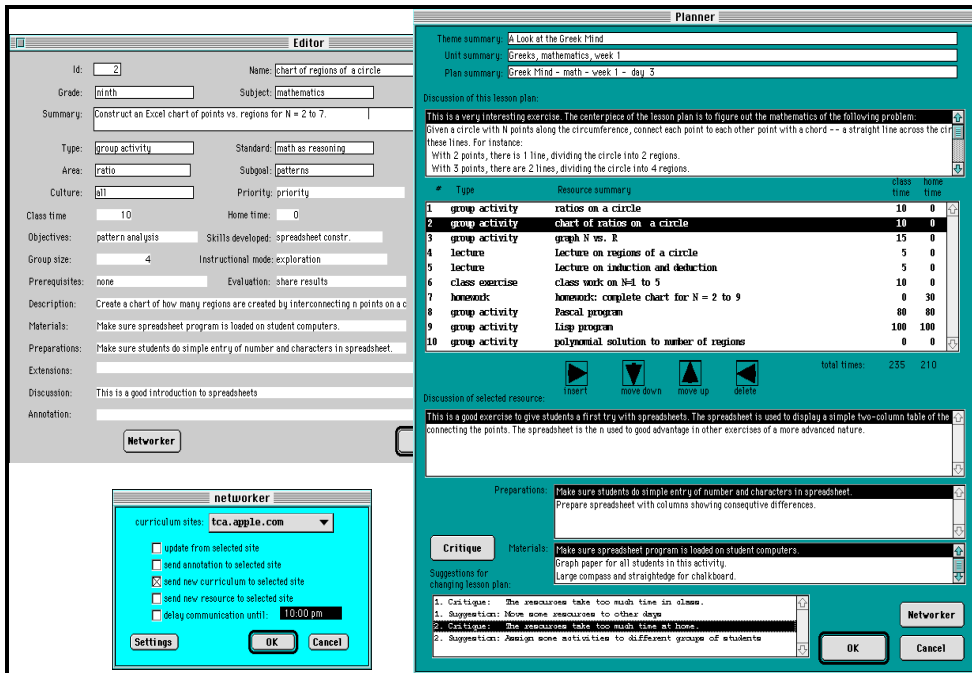 Editor
Id: 2 Name: chart of regions of a circle
Grade: ninth Subject: mathematics
Summary: Construct an Excel chart of points vs. regions for N = 2 to 7.
Type: group activity Standard: math as reasoning
Area: ratio Subgoal: patterns
Culture: all Priority: priority
Class time 10 Home time: 0
Objectives: pattern analysis Skills developed: spreadsheet constr.
Group size: 4 Instructional mode: exploration
Prerequisites: none Evaluation: share results
Description: Create a chart of how many regions are created by interconnecting n points on a c
Materials: Make sure spreadsheet program is loaded on student computers.
Preparations: Make sure students do simple entry of number and characters in spreadsheet.
Extensions:
Discussion: This is a good introduction to spreadsheets
Annotation:
Networker
networker
curriculum sites: tca.apple.com
update from selected site
send annotation to selected site
send new curriculum to selected site
send new resource to selected site
delay communication until: 10:00 pm
Settings OK Cancel
Planner
Theme summary: A Look at the Greek Mind
Unit summary: Greeks, mathematics, week 1
Plan summary: Greek Mind - math - week 1 - day 3
Discussion of this lesson plan:
This is a very interesting exercise. The centerpiece of the lesson plan is to figure out the mathematics of the following problem:
Given a circle with N points along the circumference, connect each point to each other point with a chord -- a straight line across the cir
these lines. For instance:
With 2 points, there is 1 line, dividing the circle into 2 regions.
With 3 points, there are 2 lines, dividing the circle into 4 regions.
# Type Resource summary class time home time
1 group activity ratios on a circle 10 0
2 group activity chart of ratios on a circle 10 0
3 group activity graph N vs. R 15 0
4 lecture Lecture on regions of a circle 5 0
5 lecture Lecture on induction and deduction 5 0
6 class exercise class work on N=1 to 5 10 0
7 homework homework: complete chart for N = 2 to 9 0 30
8 group activity Pascal program 80 80
9 group activity Lisp program 100 100
10 group activity polynomial solution to number of regions 0 0
total times: 235 210
insert move down move up delete
Discussion of selected resource:
This is a good exercise to give students a first try with spreadsheets. The spreadsheet is used to display a simple two-column table of the
connecting the points. The spreadsheet is the n used to good advantage in other exercises of a more advanced nature.
Preparations: Make sure students do simple entry of number and characters in spreadsheet.
Prepare spreadsheet with columns showing consequtive differences.
Critique Materials: Make sure spreadsheet program is loaded on student computers.
Graph paper for all students in this activity.
Large compass and straightedge for chalkboard.
Suggestions for
changing lesson plan:
1. Critique: The resources take too much time in class.
1. Suggestion: Move some resources to other days
2. Critique: The resources take too much time at home.
2. Suggestion: Assign some activities to different groups of students
Networker
OK Cancel